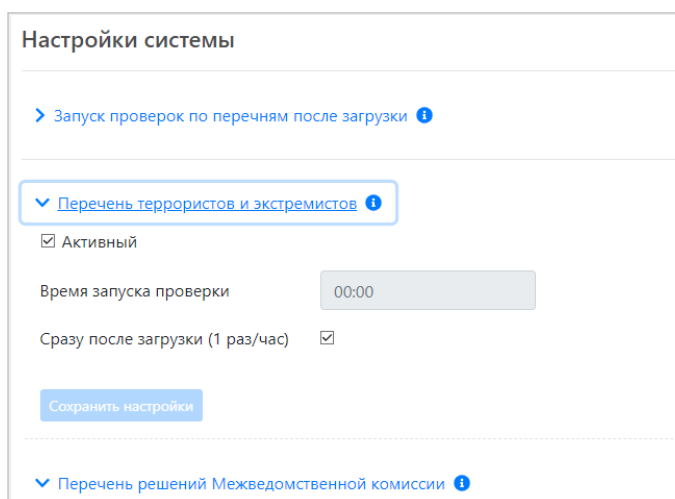 Настройки системы
Запуск проверок по перечням после загрузки
Перечень террористов и экстремистов
Активный
Время запуска проверки 00:00
Сразу после загрузки (1 раз/час)
Сохранить настройки
Перечень решений Межведомственной комиссии